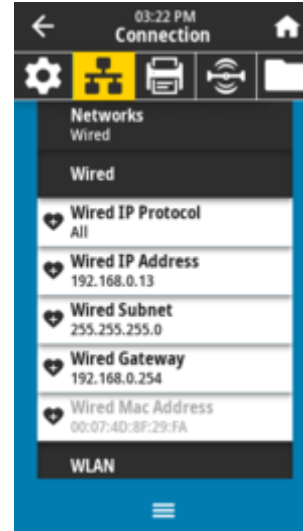 03:22 PM
Connection
Networks
Wired
Wired
Wired IP Protocol
All
Wired IP Address
192.168.0.13
Wired Subnet
255.255.255.0
Wired Gateway
192.168.0.254
Wired Mac Address
00:07:4D:8F:29:FA
WLAN